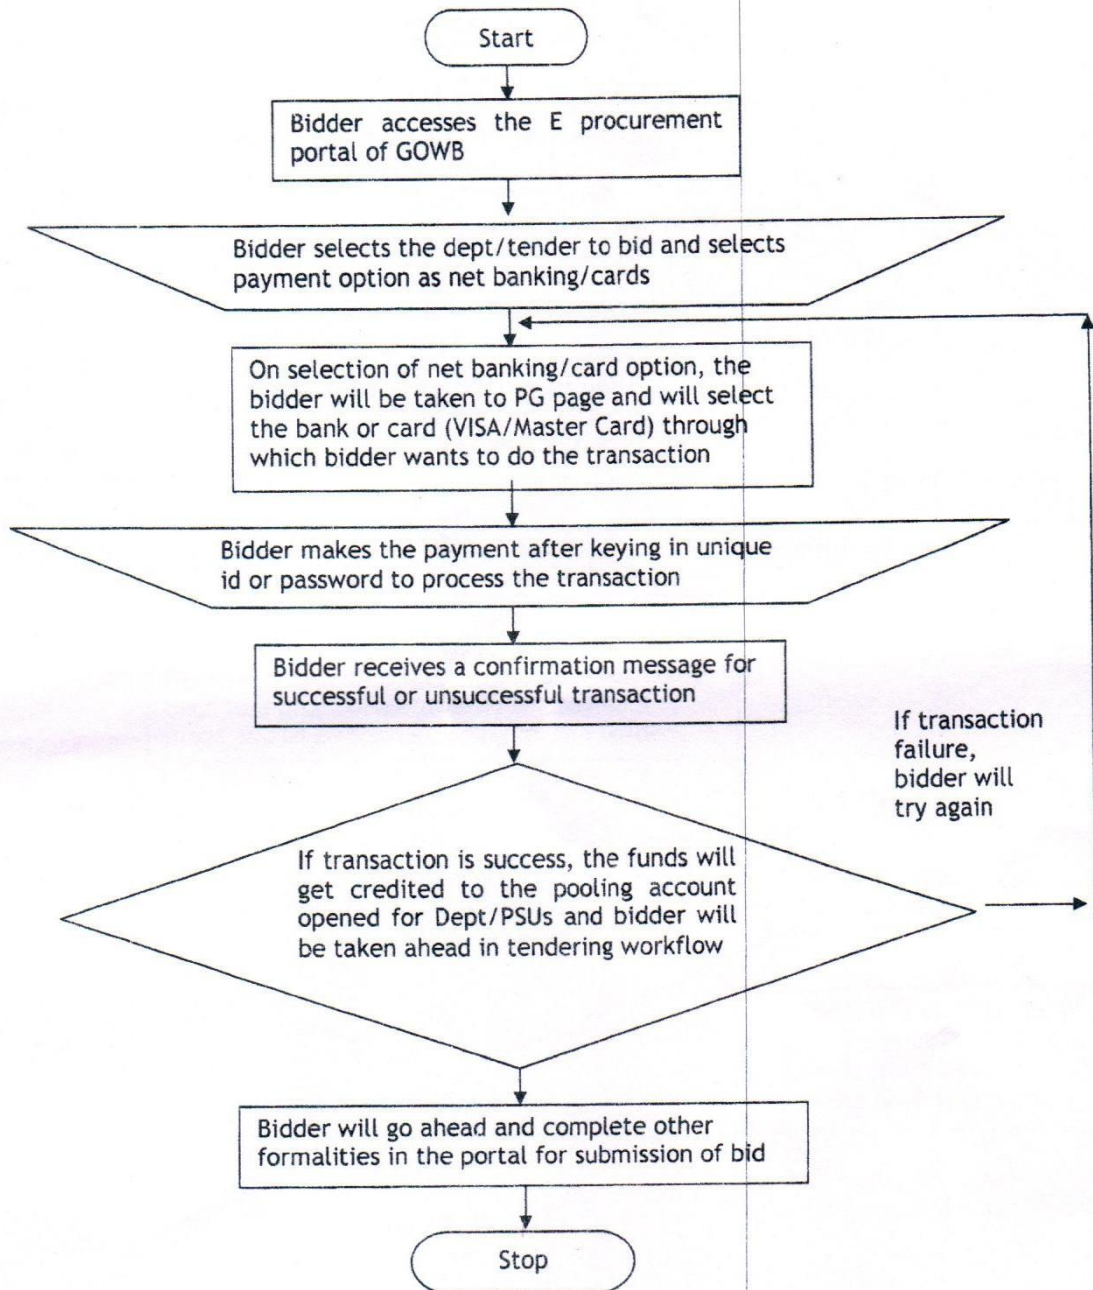 Start
Bidder accesses the E procurement
portal of GOWB
Bidder selects the dept/tender to bid and selects
payment option as net banking/cards
On selection of net banking/card option, the
bidder will be taken to PG page and will select
the bank or card (VISA/Master Card) through
which bidder wants to do the transaction
Bidder makes the payment after keying in unique
id or password to process the transaction
Bidder receives a confirmation message for
successful or unsuccessful transaction
If transaction
failure,
bidder will
try again
If transaction is success, the funds will
get credited to the pooling account
opened for Dept/PSUs and bidder will
be taken ahead in tendering workflow
Bidder will go ahead and complete other
formalities in the portal for submission of bid
Stop